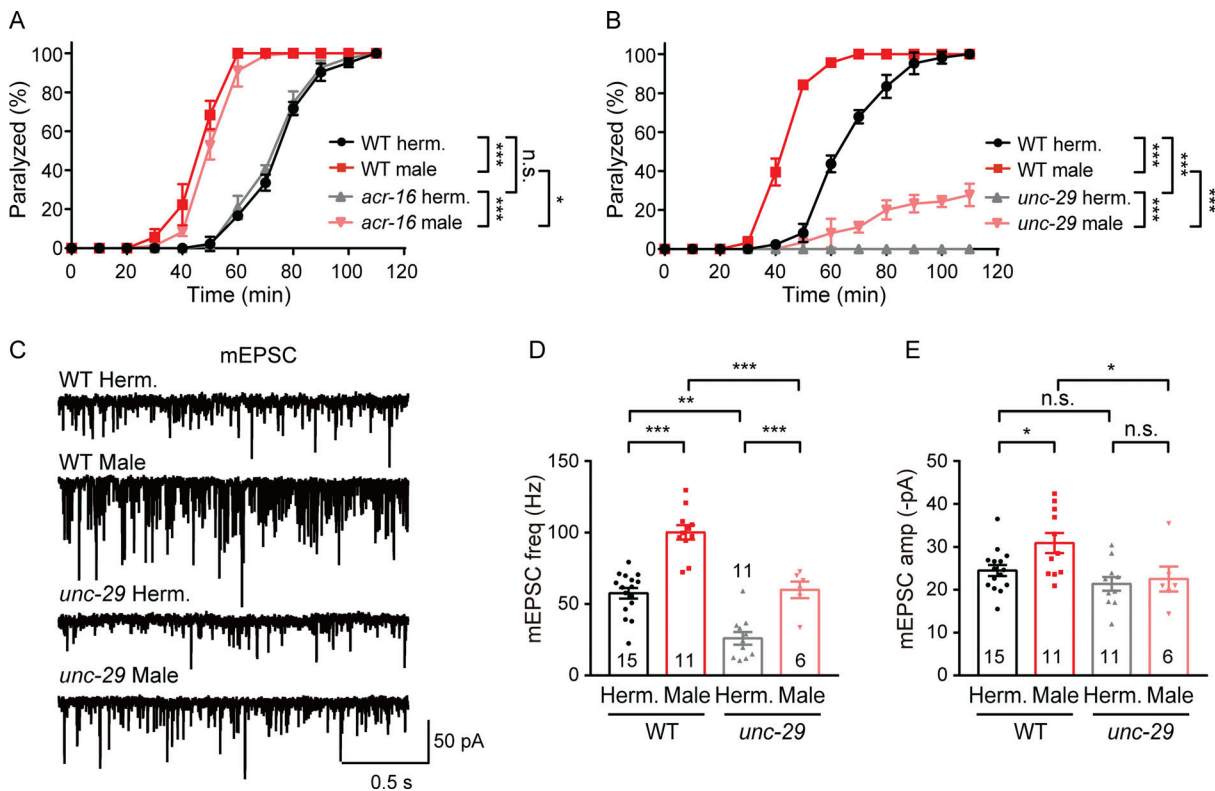 A
100
80
60
40
20
0
Paralyzed (%)
0 20 40 60 80 100 120
Time (min)
WT herm.
WT male
acr-16 herm.
acr-16 male
***
n.s.
***
*
B
100
80
60
40
20
0
Paralyzed (%)
0 20 40 60 80 100 120
Time (min)
WT herm.
WT male
unc-29 herm.
unc-29 male
***
***
***
***
C
mEPSC
WT Herm.
WT Male
unc-29 Herm.
unc-29 Male
50 pA
0.5 s
D
***
**
*** ***
150
100
50
0
mEPSC freq (Hz)
11
15 11 6
Herm. Male Herm. Male
WT unc-29
E
*
n.s.
* n.s.
50
40
30
20
10
0
mEPSC amp (-pA)
15 11 11 6
Herm. Male Herm. Male
WT unc-29